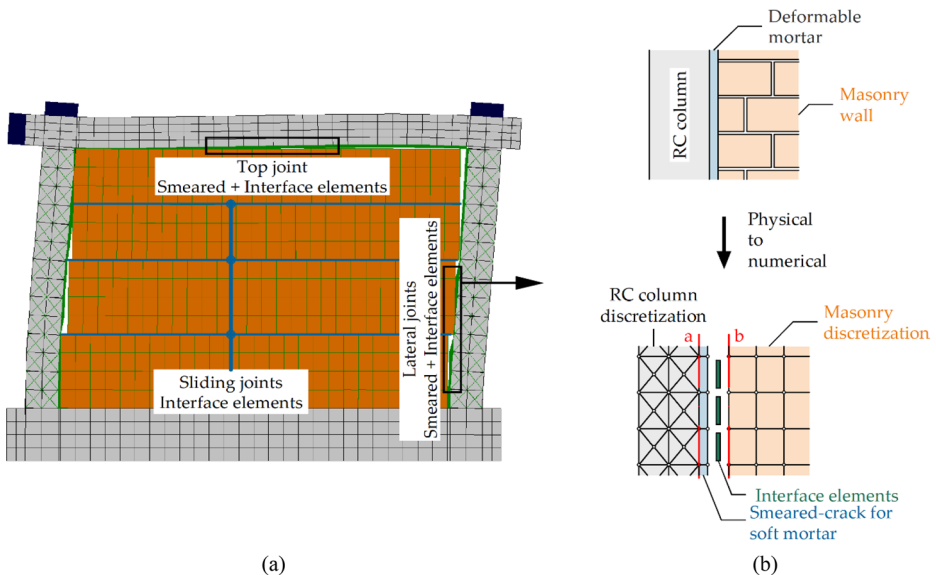 Top joint
Smeared + Interface elements
Lateral joints
Smeared + Interface elements
Sliding joints
Interface elements
(a)
Deformable
mortar
RC column
Masonry
wall
Physical
to
numerical
RC column
discretization
a
b
Masonry
discretization
Interface elements
Smeared-crack for
soft mortar
(b)